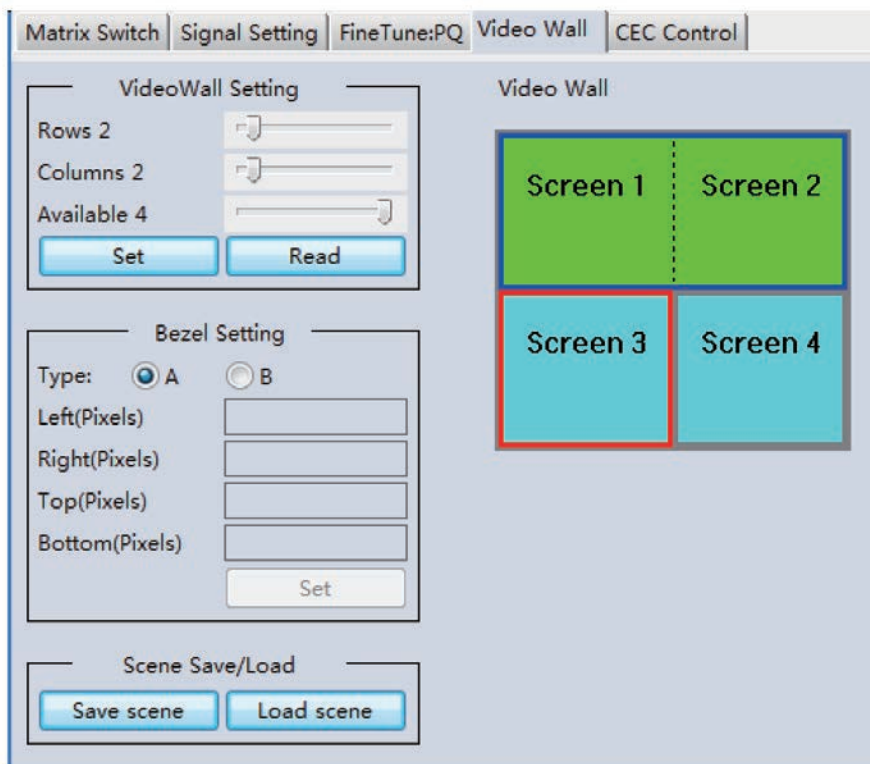 Matrix Switch Signal Setting FineTune:PQ Video Wall CEC Control
VideoWall Setting
Rows 2
Columns 2
Available 4
Set Read
Bezel Setting
Type: A B
Left(Pixels)
Right(Pixels)
Top(Pixels)
Bottom(Pixels)
Set
Scene Save/Load
Save scene Load scene
Video Wall
Screen 1 Screen 2
Screen 3 Screen 4